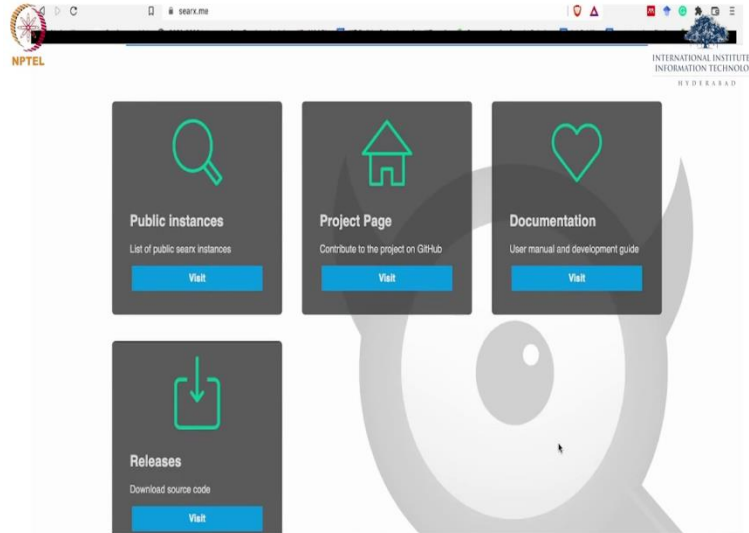 searx.me
NPTEL
INTERNATIONAL INSTITUTE
INFORMATION TECHNOLO
HYDERABAD
Public instances
List of public searx instances
Visit
Project Page
Contribute to the project on GitHub
Visit
Documentation
User manual and development guide
Visit
Releases
Download source code
Visit